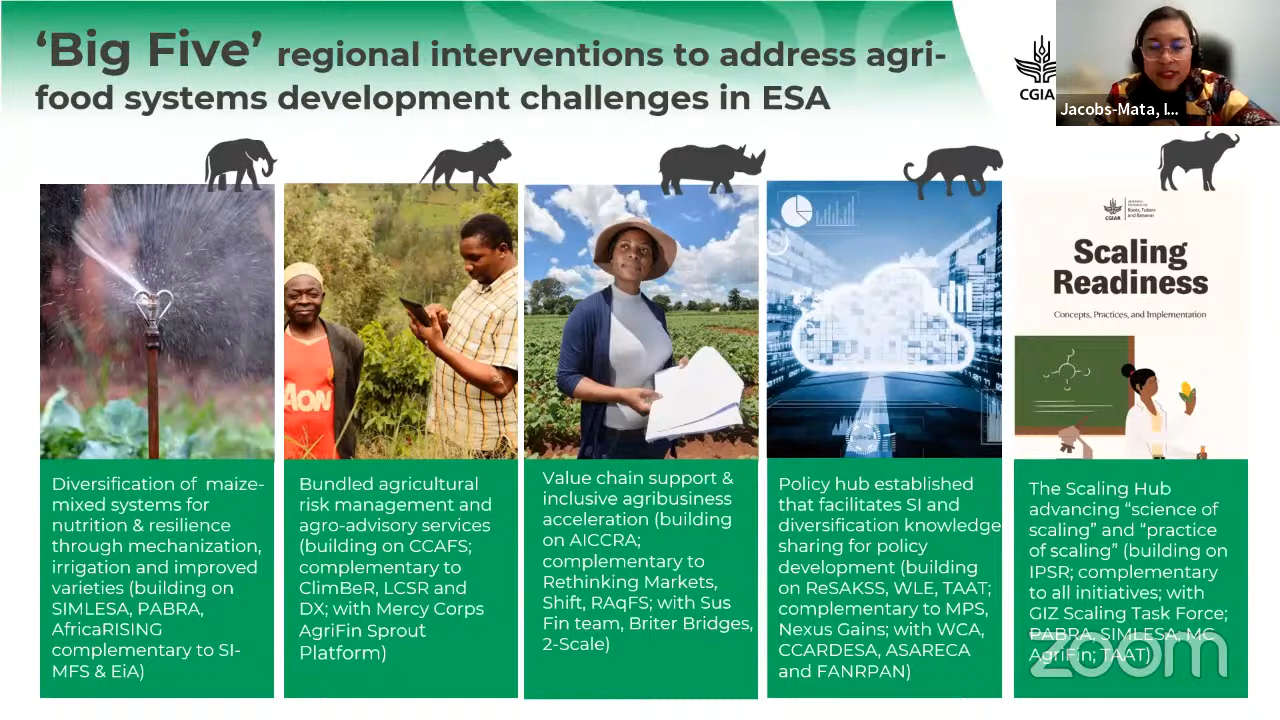 ‘Big Five’ regional interventions to address agri-
food systems development challenges in ESA
CGIAR
Jacobs-Mata, I...
Diversification of maize-
mixed systems for
nutrition & resilience
through mechanization,
irrigation and improved
varieties (building on
SIMLESA, PABRA,
AfricaRISING
complementary to SI-
MFS & EiA)
AON
Bundled agricultural
risk management and
agro-advisory services
(building on CCAFS;
complementary to
ClimBeR, LCSR and
DX; with Mercy Corps
AgriFin Sprout
Platform)
Value chain support &
inclusive agribusiness
acceleration (building
on AICCRA;
complementary to
Rethinking Markets,
Shift, RAqFS; with Sus
Fin team, Briter Bridges,
2-Scale)
Policy hub established
that facilitates SI and
diversification knowledge
sharing for policy
development (building
on ReSAKSS, WLE, TAAT;
complementary to MPS,
Nexus Gains; with WCA,
CCARDESA, ASARECA
and FANRPAN)
CGIAR
Roots, Tubers
and Bananas
Scaling
Readiness
Concepts, Practices, and Implementation
The Scaling Hub
advancing “science of
scaling” and “practice
of scaling” (building on
IPSR; complementary
to all initiatives; with
GIZ Scaling Task Force;
PABRA, SIMLESA; MC
AgriFin; TAAT)
zoom